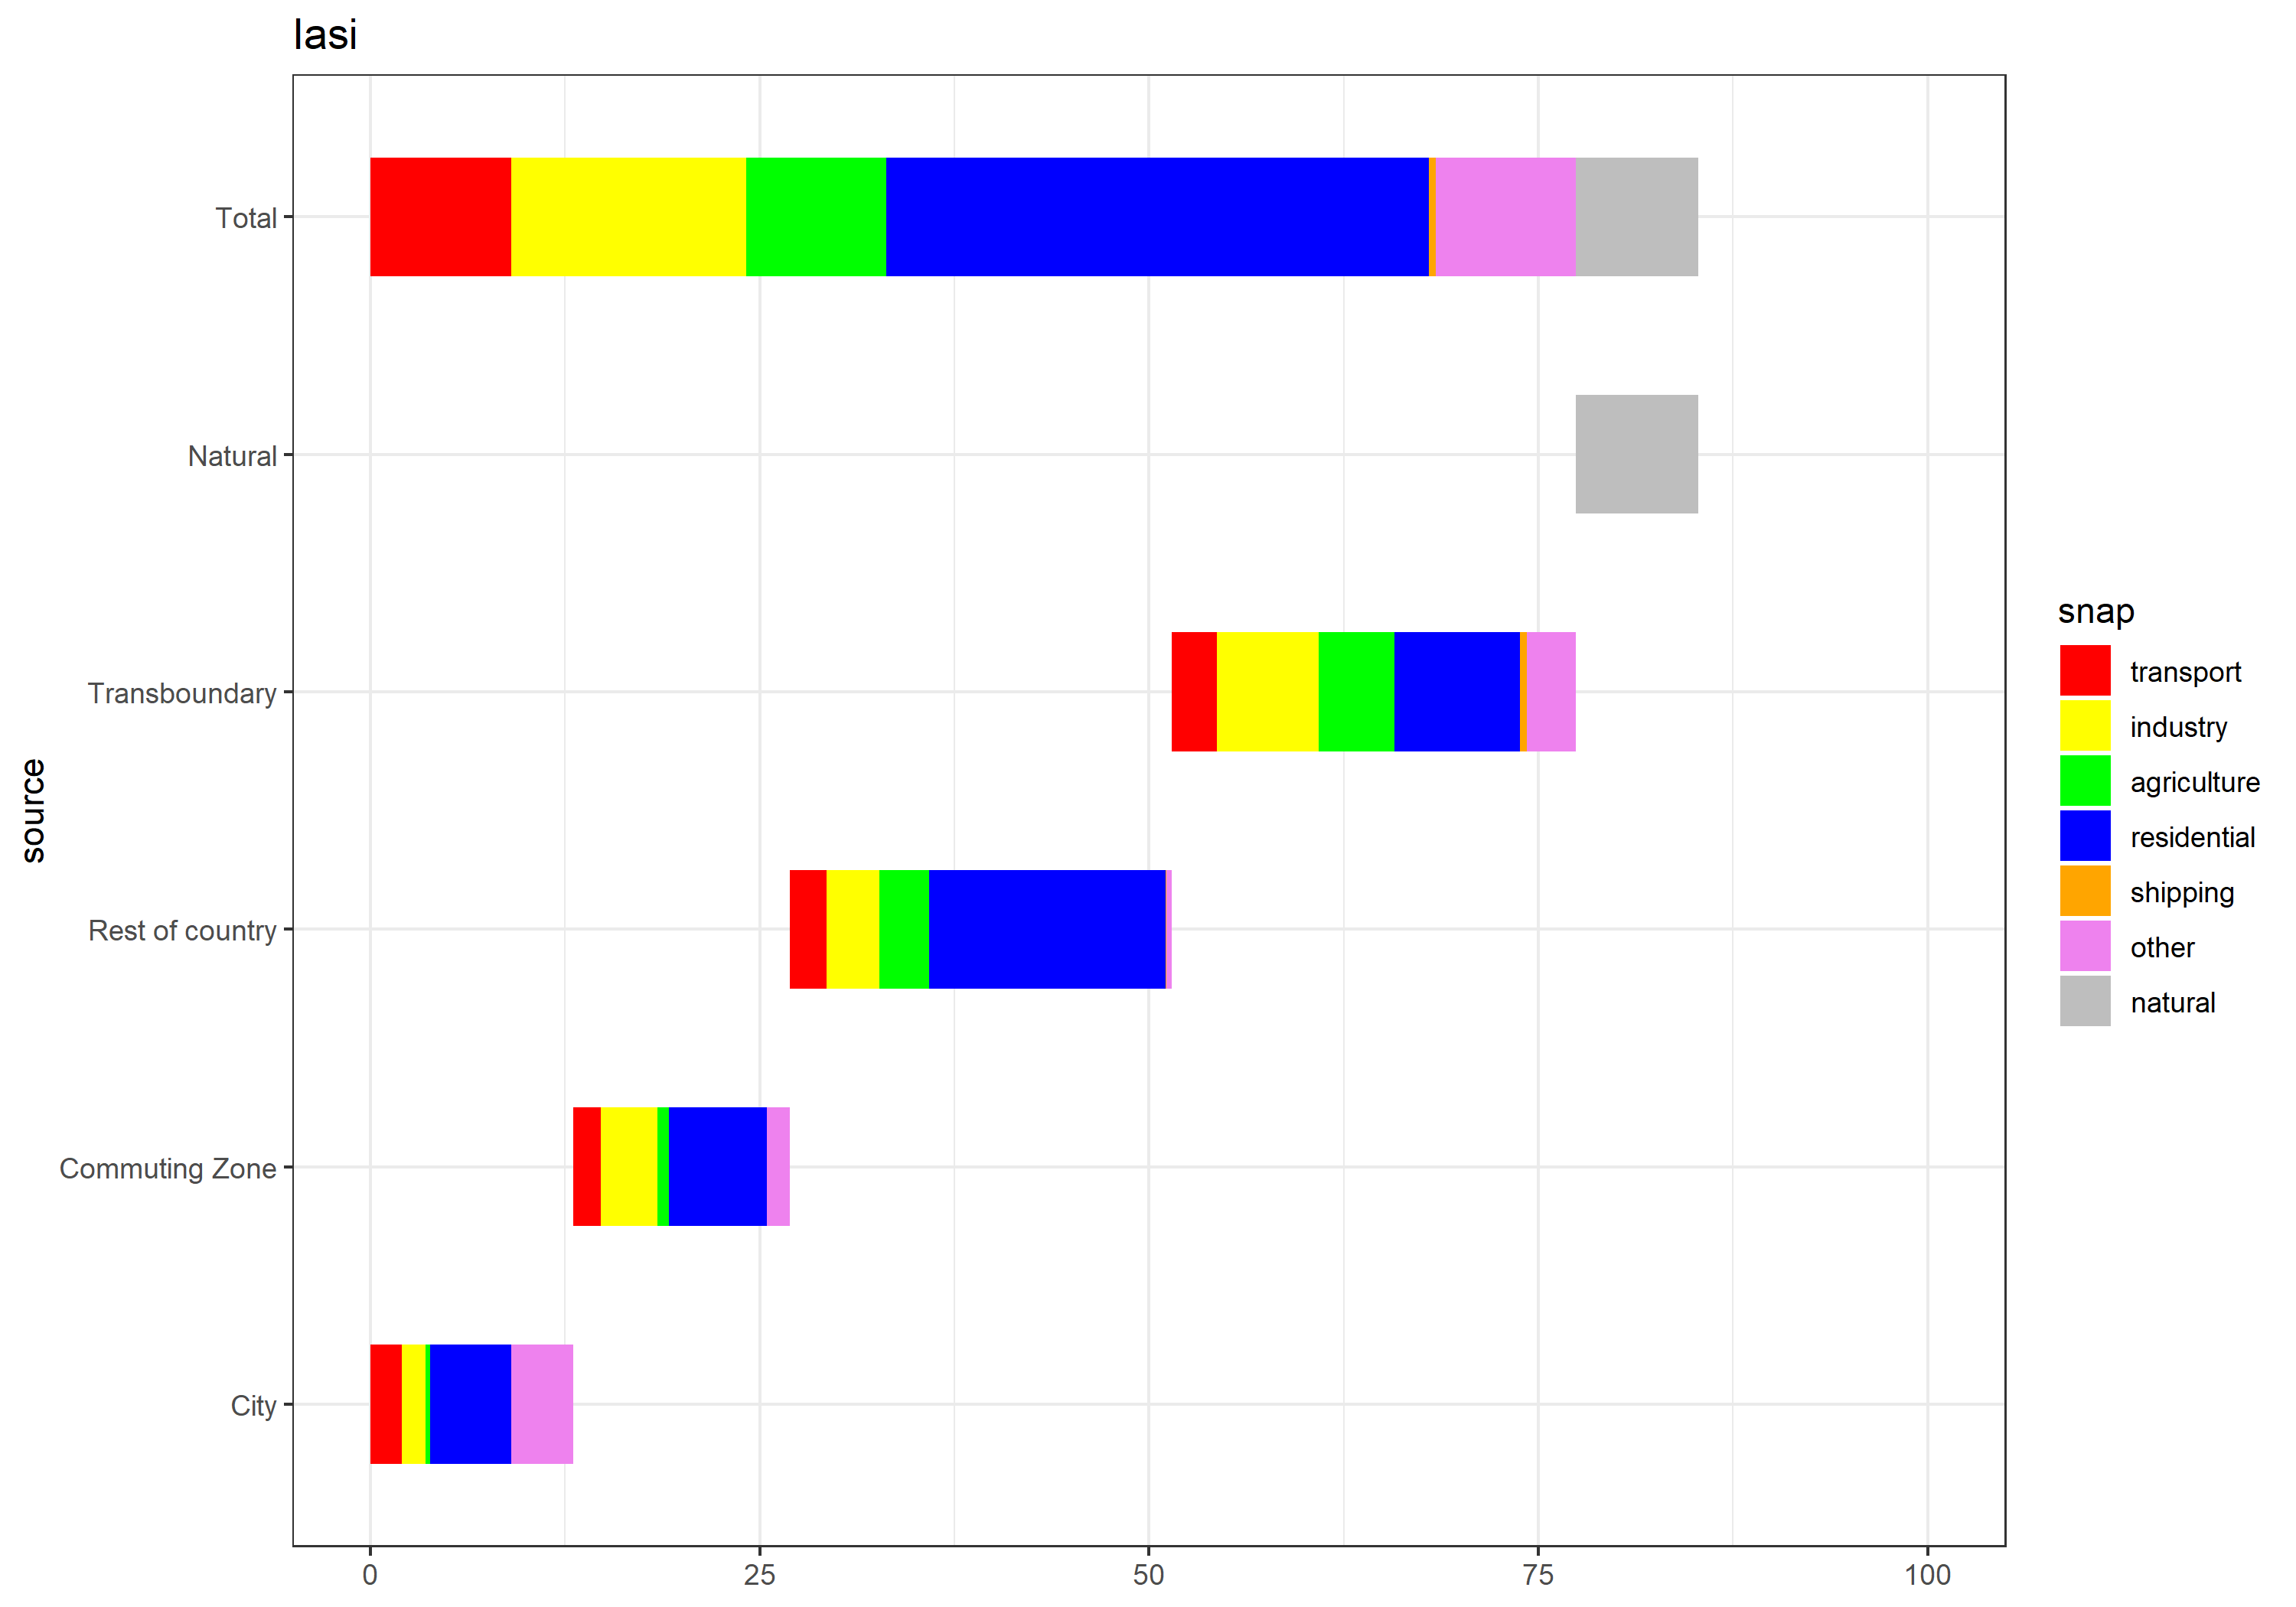 Iasi
source
Total
Natural
Transboundary
Rest of country
Commuting Zone
City
0 25 50 75 100
snap
transport
industry
agriculture
residential
shipping
other
natural